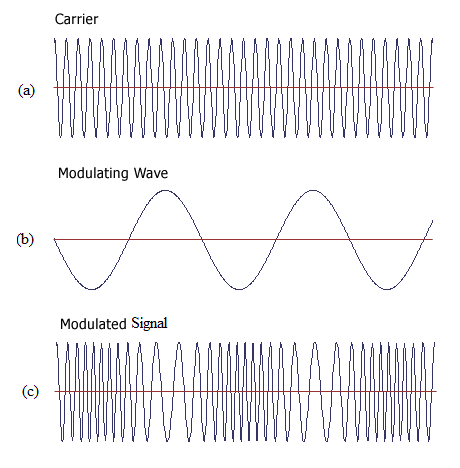 Carrier
(a)
Modulating Wave
(b)
Modulated Signal
(c)